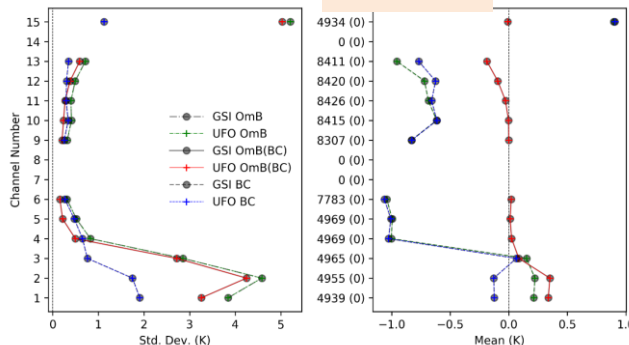 15
14
13
12
11
10
9
8
7
6
5
4
3
2
1
Channel Number
0 1 2 3 4 5
Std. Dev. (K)
GSI OmB
UFO OmB
GSI OmB(BC)
UFO OmB(BC)
GSI BC
UFO BC
4934 (0)
0 (0)
8411 (0)
8420 (0)
8426 (0)
8415 (0)
8307 (0)
0 (0)
0 (0)
7783 (0)
4969 (0)
4969 (0)
4965 (0)
4955 (0)
4939 (0)
−1.0 −0.5 0.0 0.5 1.0
Mean (K)